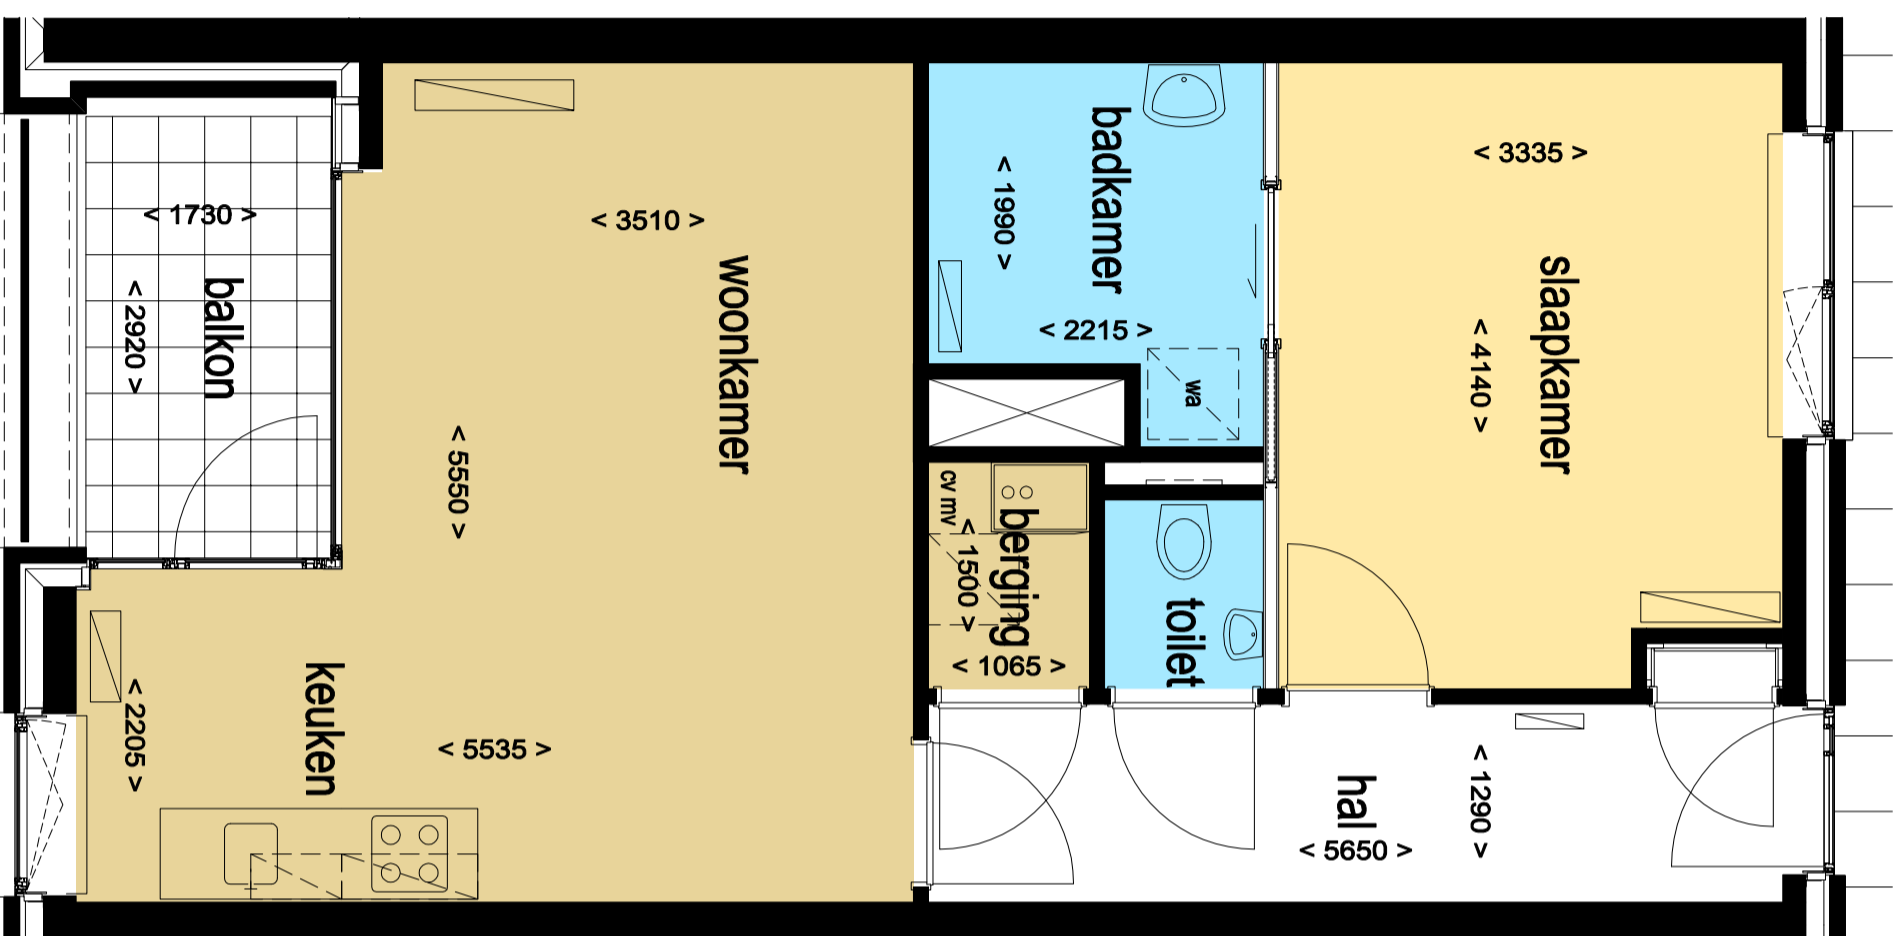 < 1730 >
balkon
< 2920 >
< 3510 >
woonkamer
< 5550 >
badkamer
< 1990 >
< 2215 >
wa
< 3335 >
slaapkamer
< 4140 >
cv mv
berging
< 1500 >
< 1065 >
toilet
keuken
< 2205 >
< 5535 >
hal
< 1290 >
< 5650 >